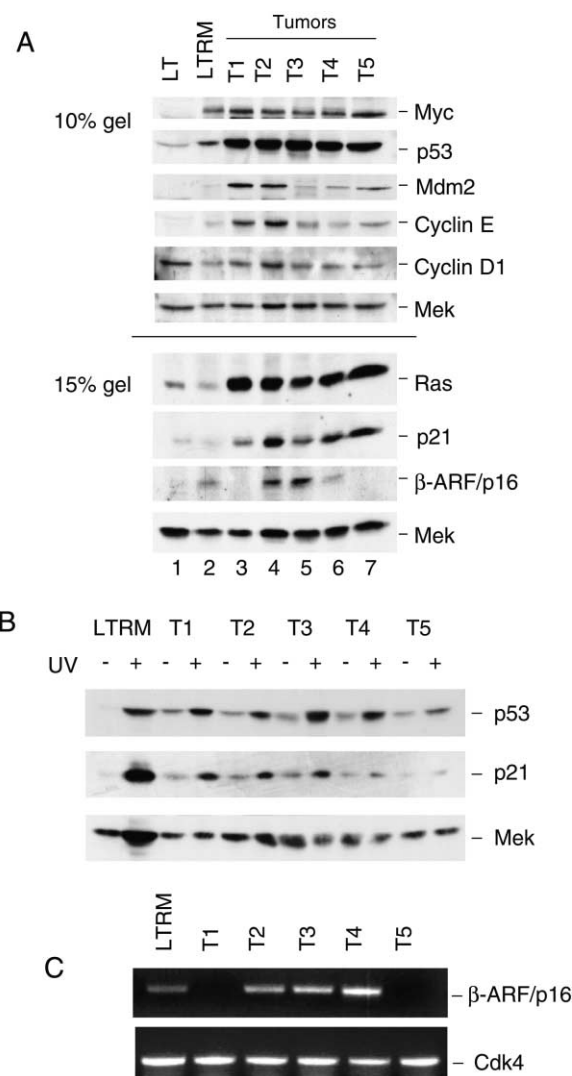 A
Tumors
LT LTRM T1 T2 T3 T4 T5
10% gel
Myc
p53
Mdm2
Cyclin E
Cyclin D1
Mek
15% gel
Ras
p21
β-ARF/p16
Mek
1 2 3 4 5 6 7
B
LTRM T1 T2 T3 T4 T5
UV - + - + - + - + - + - +
p53
p21
Mek
C
LTRM T1 T2 T3 T4 T5
β-ARF/p16
Cdk4